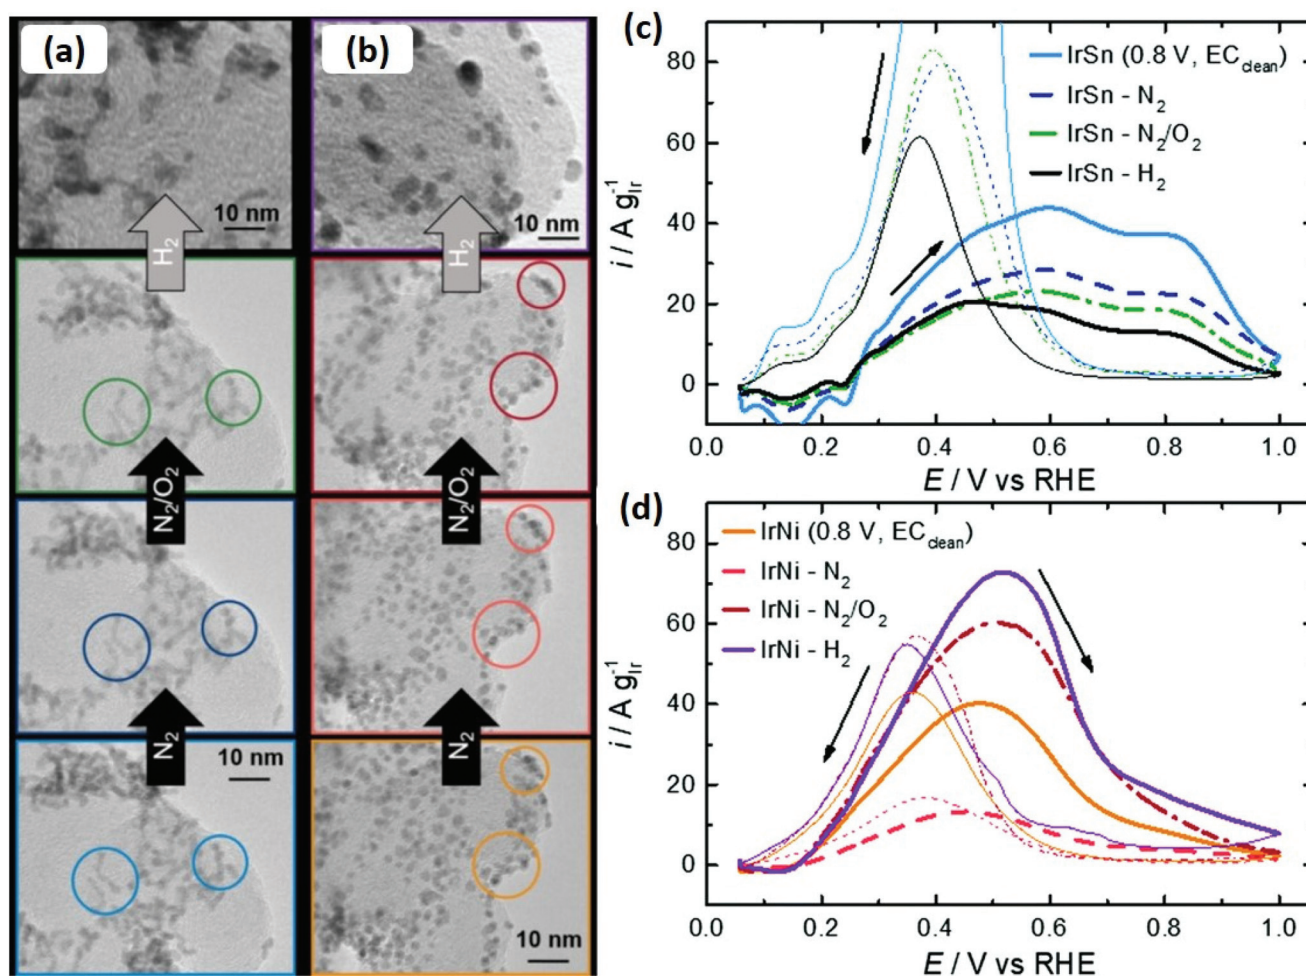 (a)
(b)
H₂
H₂
10 nm
10 nm
N₂/O₂
N₂/O₂
N₂
N₂
10 nm
10 nm
(c)
IrSn (0.8 V, EC_clean)
IrSn - N₂
IrSn - N₂/O₂
IrSn - H₂
i / A g_Ir^-1
80
60
40
20
0
0.0 0.2 0.4 0.6 0.8 1.0
E / V vs RHE
(d)
IrNi (0.8 V, EC_clean)
IrNi - N₂
IrNi - N₂/O₂
IrNi - H₂
i / A g_Ir^-1
80
60
40
20
0
0.0 0.2 0.4 0.6 0.8 1.0
E / V vs RHE